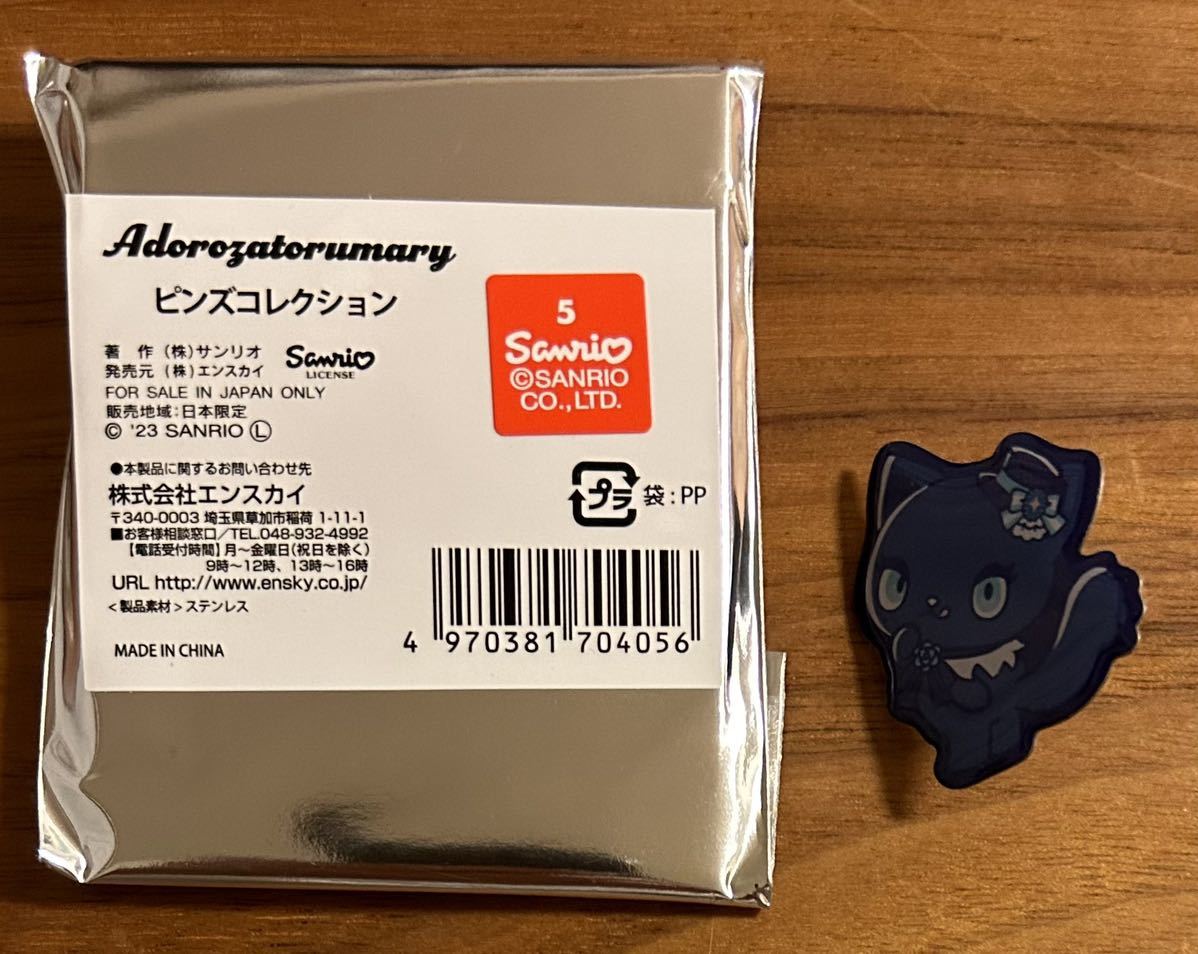 Adorozatorumary
ピンズコレクション
著　作 (株)サンリオ
発売元 (株)エンスカイ
Sanrio
LICENSE
FOR SALE IN JAPAN ONLY
販売地域:日本限定
© '23 SANRIO Ⓛ
5
Sanrio
©SANRIO
CO.,LTD.
●本製品に関するお問い合わせ先
株式会社エンスカイ
〒340-0003 埼玉県草加市稲荷 1-11-1
■お客様相談窓口/TEL.048-932-4992
【電話受付時間】月～金曜日(祝日を除く)
9時～12時、13時～16時
URL http://www.ensky.co.jp/
<製品素材>ステンレス
MADE IN CHINA
プラ 袋:PP
4 970381 704056